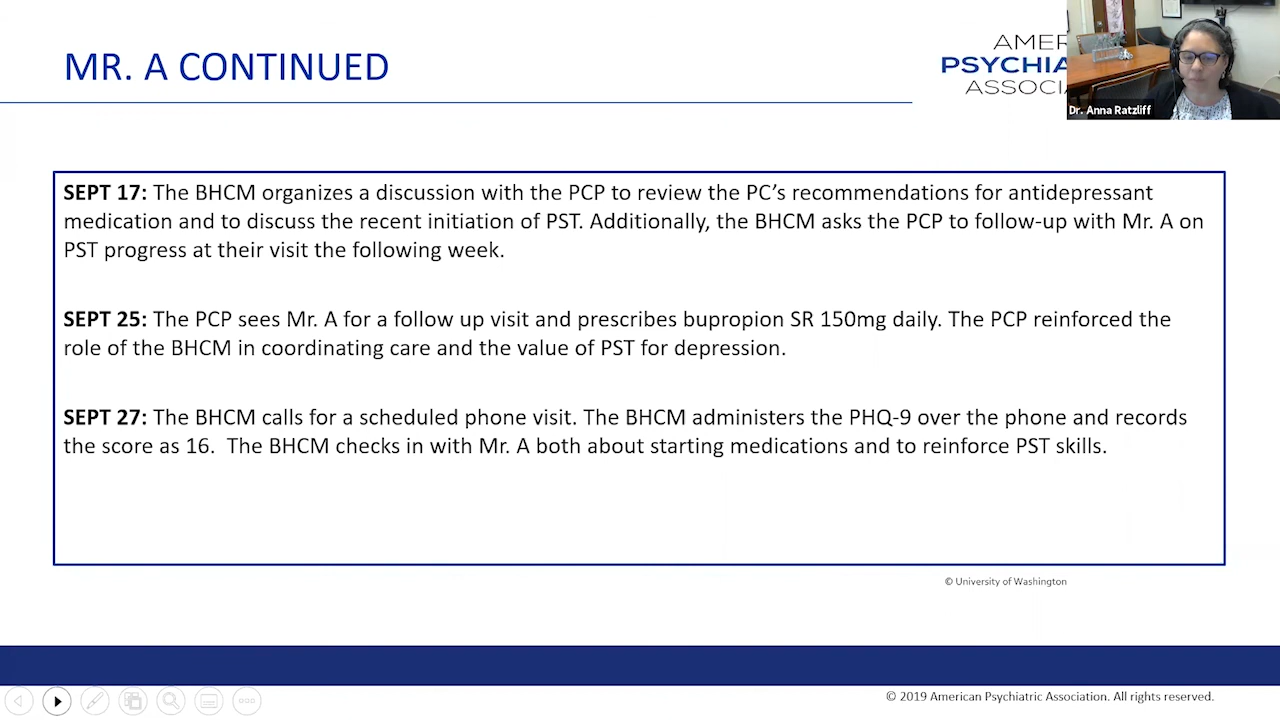 MR. A CONTINUED
AMER
PSYCHIA
ASSOCI
Dr. Anna Ratzliff
SEPT 17: The BHCM organizes a discussion with the PCP to review the PC’s recommendations for antidepressant
medication and to discuss the recent initiation of PST. Additionally, the BHCM asks the PCP to follow-up with Mr. A on
PST progress at their visit the following week.
SEPT 25: The PCP sees Mr. A for a follow up visit and prescribes bupropion SR 150mg daily. The PCP reinforced the
role of the BHCM in coordinating care and the value of PST for depression.
SEPT 27: The BHCM calls for a scheduled phone visit. The BHCM administers the PHQ-9 over the phone and records
the score as 16.  The BHCM checks in with Mr. A both about starting medications and to reinforce PST skills.
© University of Washington
© 2019 American Psychiatric Association. All rights reserved.